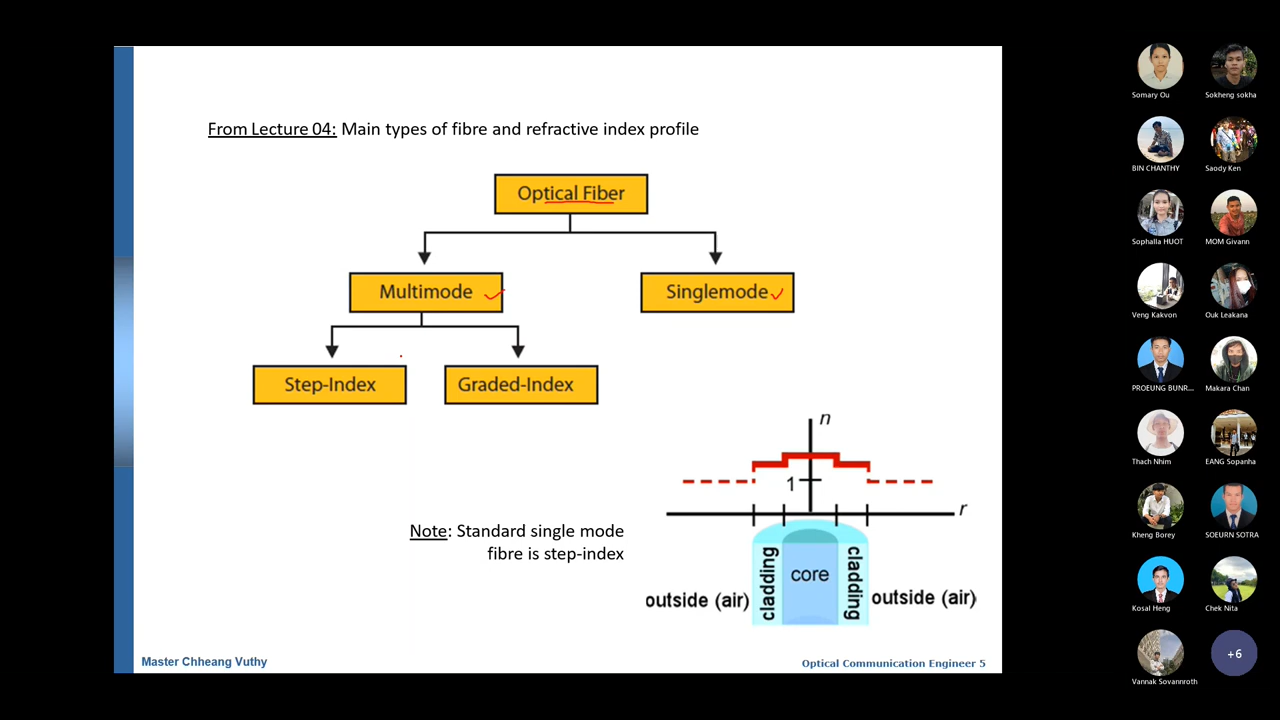 From Lecture 04: Main types of fibre and refractive index profile
Optical Fiber
Multimode
Singlemode
Step-Index
Graded-Index
n
1
r
Note: Standard single mode
fibre is step-index
cladding
core
cladding
outside (air)
outside (air)
Master Chheang Vuthy
Optical Communication Engineer 5
Somary Ou
Sokheng sokha
BIN CHANTHY
Saody Ken
Sophalla HUOT
MOM Givann
Veng Kakvon
Ouk Leakana
PROEUNG BUNR...
Makara Chan
Thach Nhim
EANG Sopanha
Kheng Borey
SOEURN SOTRA
Kosal Heng
Chek Nita
Vannak Sovannroth
+6